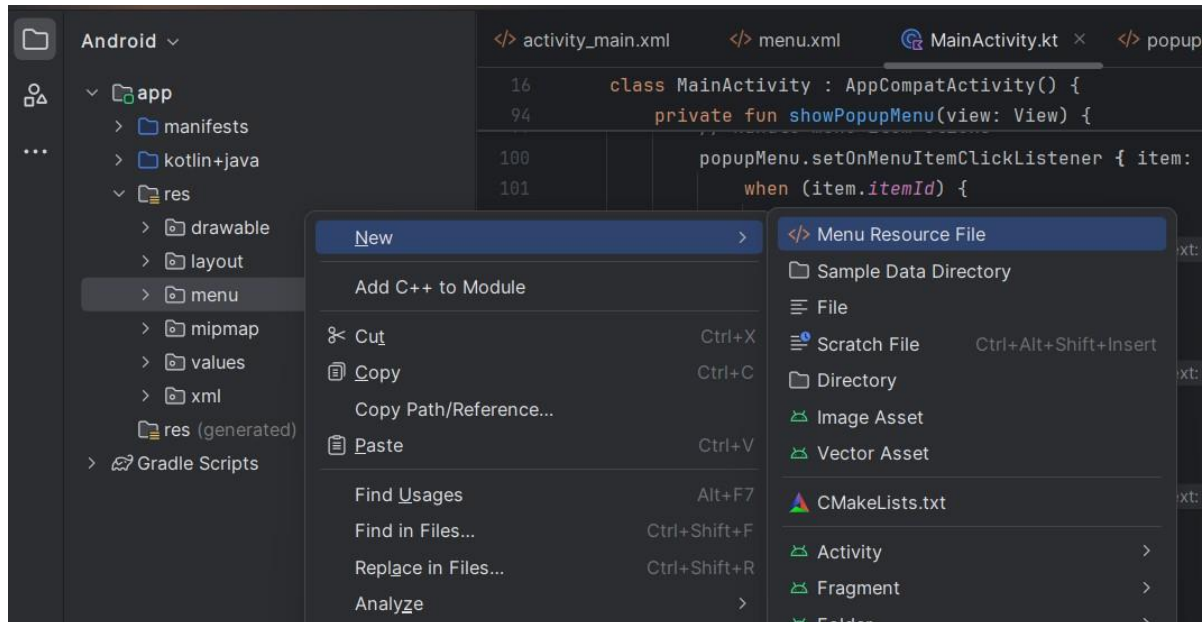 Android
app
manifests
kotlin+java
res
drawable
layout
menu
mipmap
values
xml
res (generated)
Gradle Scripts
activity_main.xml
menu.xml
MainActivity.kt
popup
16 class MainActivity : AppCompatActivity() {
94 private fun showPopupMenu(view: View) {
100 popupMenu.setOnMenuItemClickListener { item:
101 when (item.itemId) {
New
Add C++ to Module
Cut Ctrl+X
Copy Ctrl+C
Copy Path/Reference...
Paste Ctrl+V
Find Usages Alt+F7
Find in Files... Ctrl+Shift+F
Replace in Files... Ctrl+Shift+R
Analyze
Menu Resource File
Sample Data Directory
File
Scratch File Ctrl+Alt+Shift+Insert
Directory
Image Asset
Vector Asset
CMakeLists.txt
Activity
Fragment